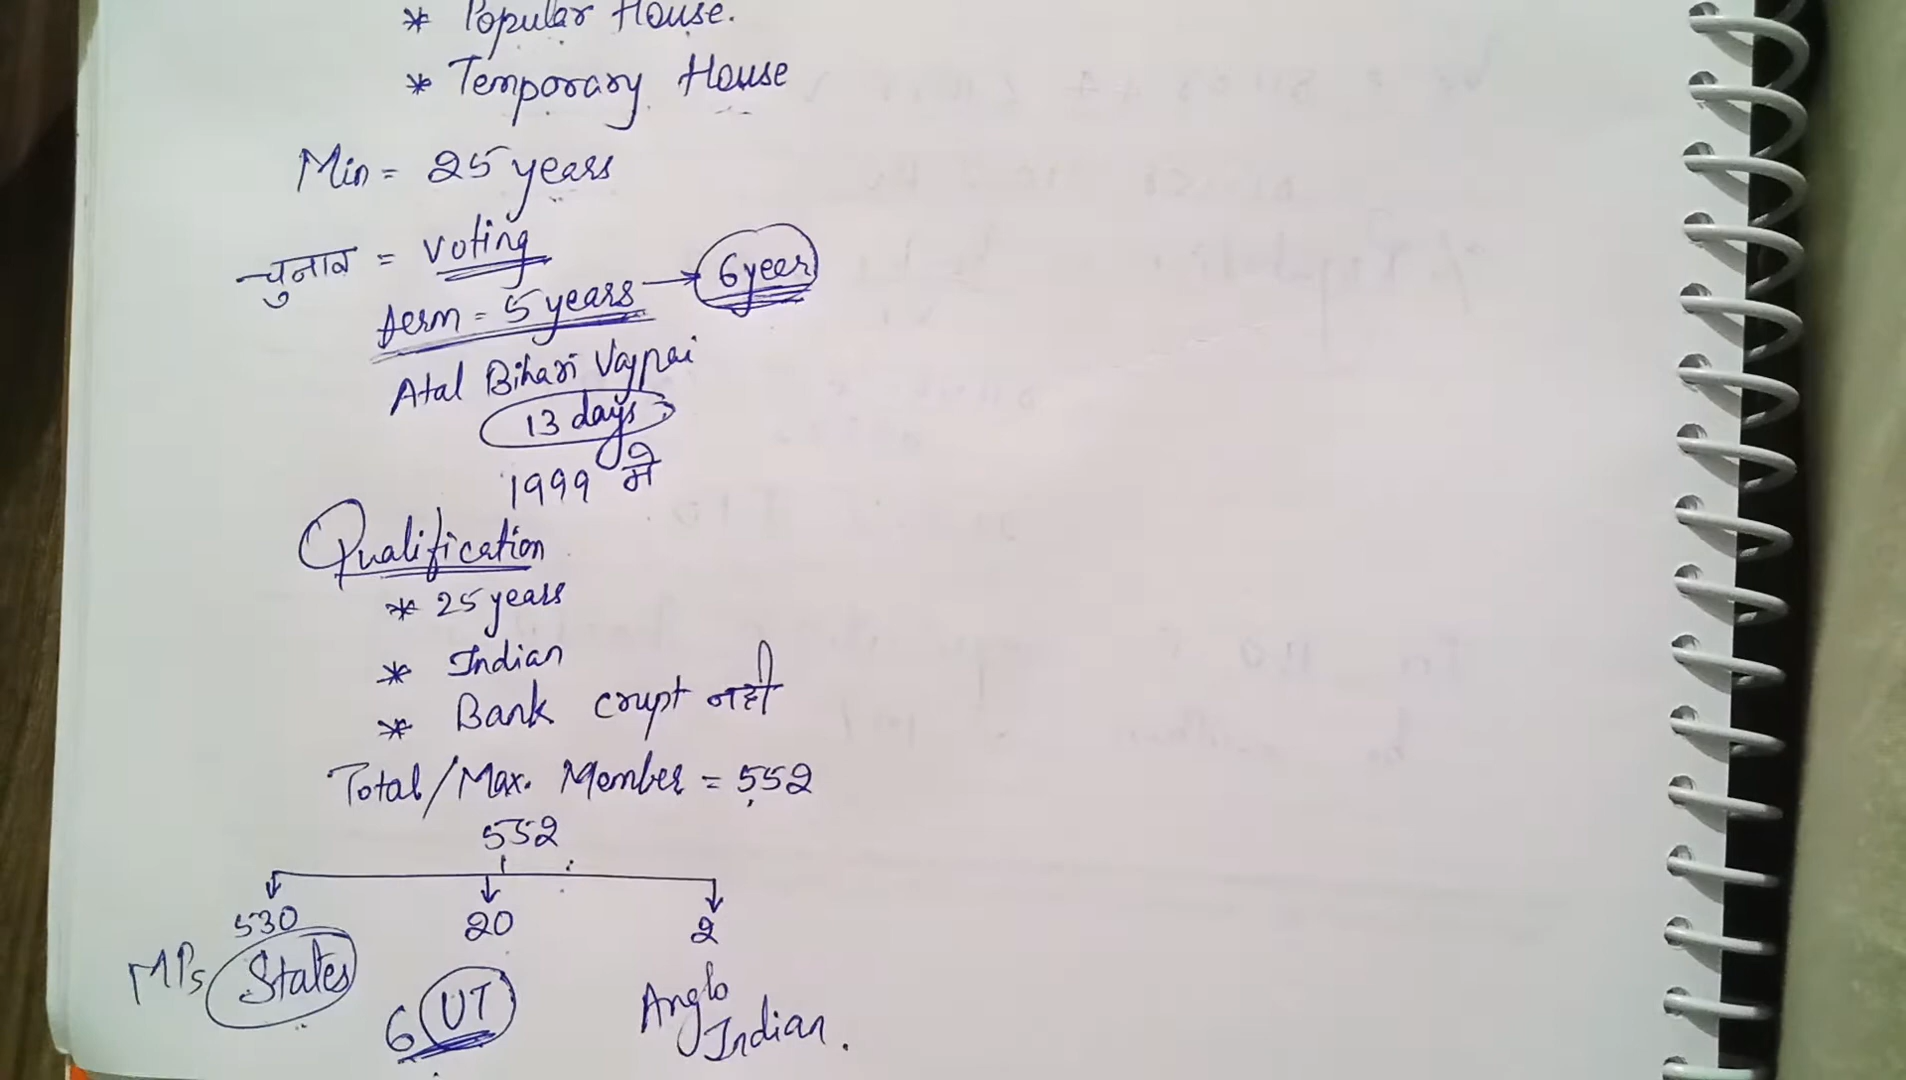 * Popular House.
* Temporary House
Min = 25 years
चुनाव = voting
term = 5 years → 6 year
Atal Bihari Vajpai
13 days
1999 मे
Qualification
* 25 years
* Indian
* Bank crupt नही
Total/Max. Member = 552
552
530 20 2
MPs States 6 UT Anglo Indian.